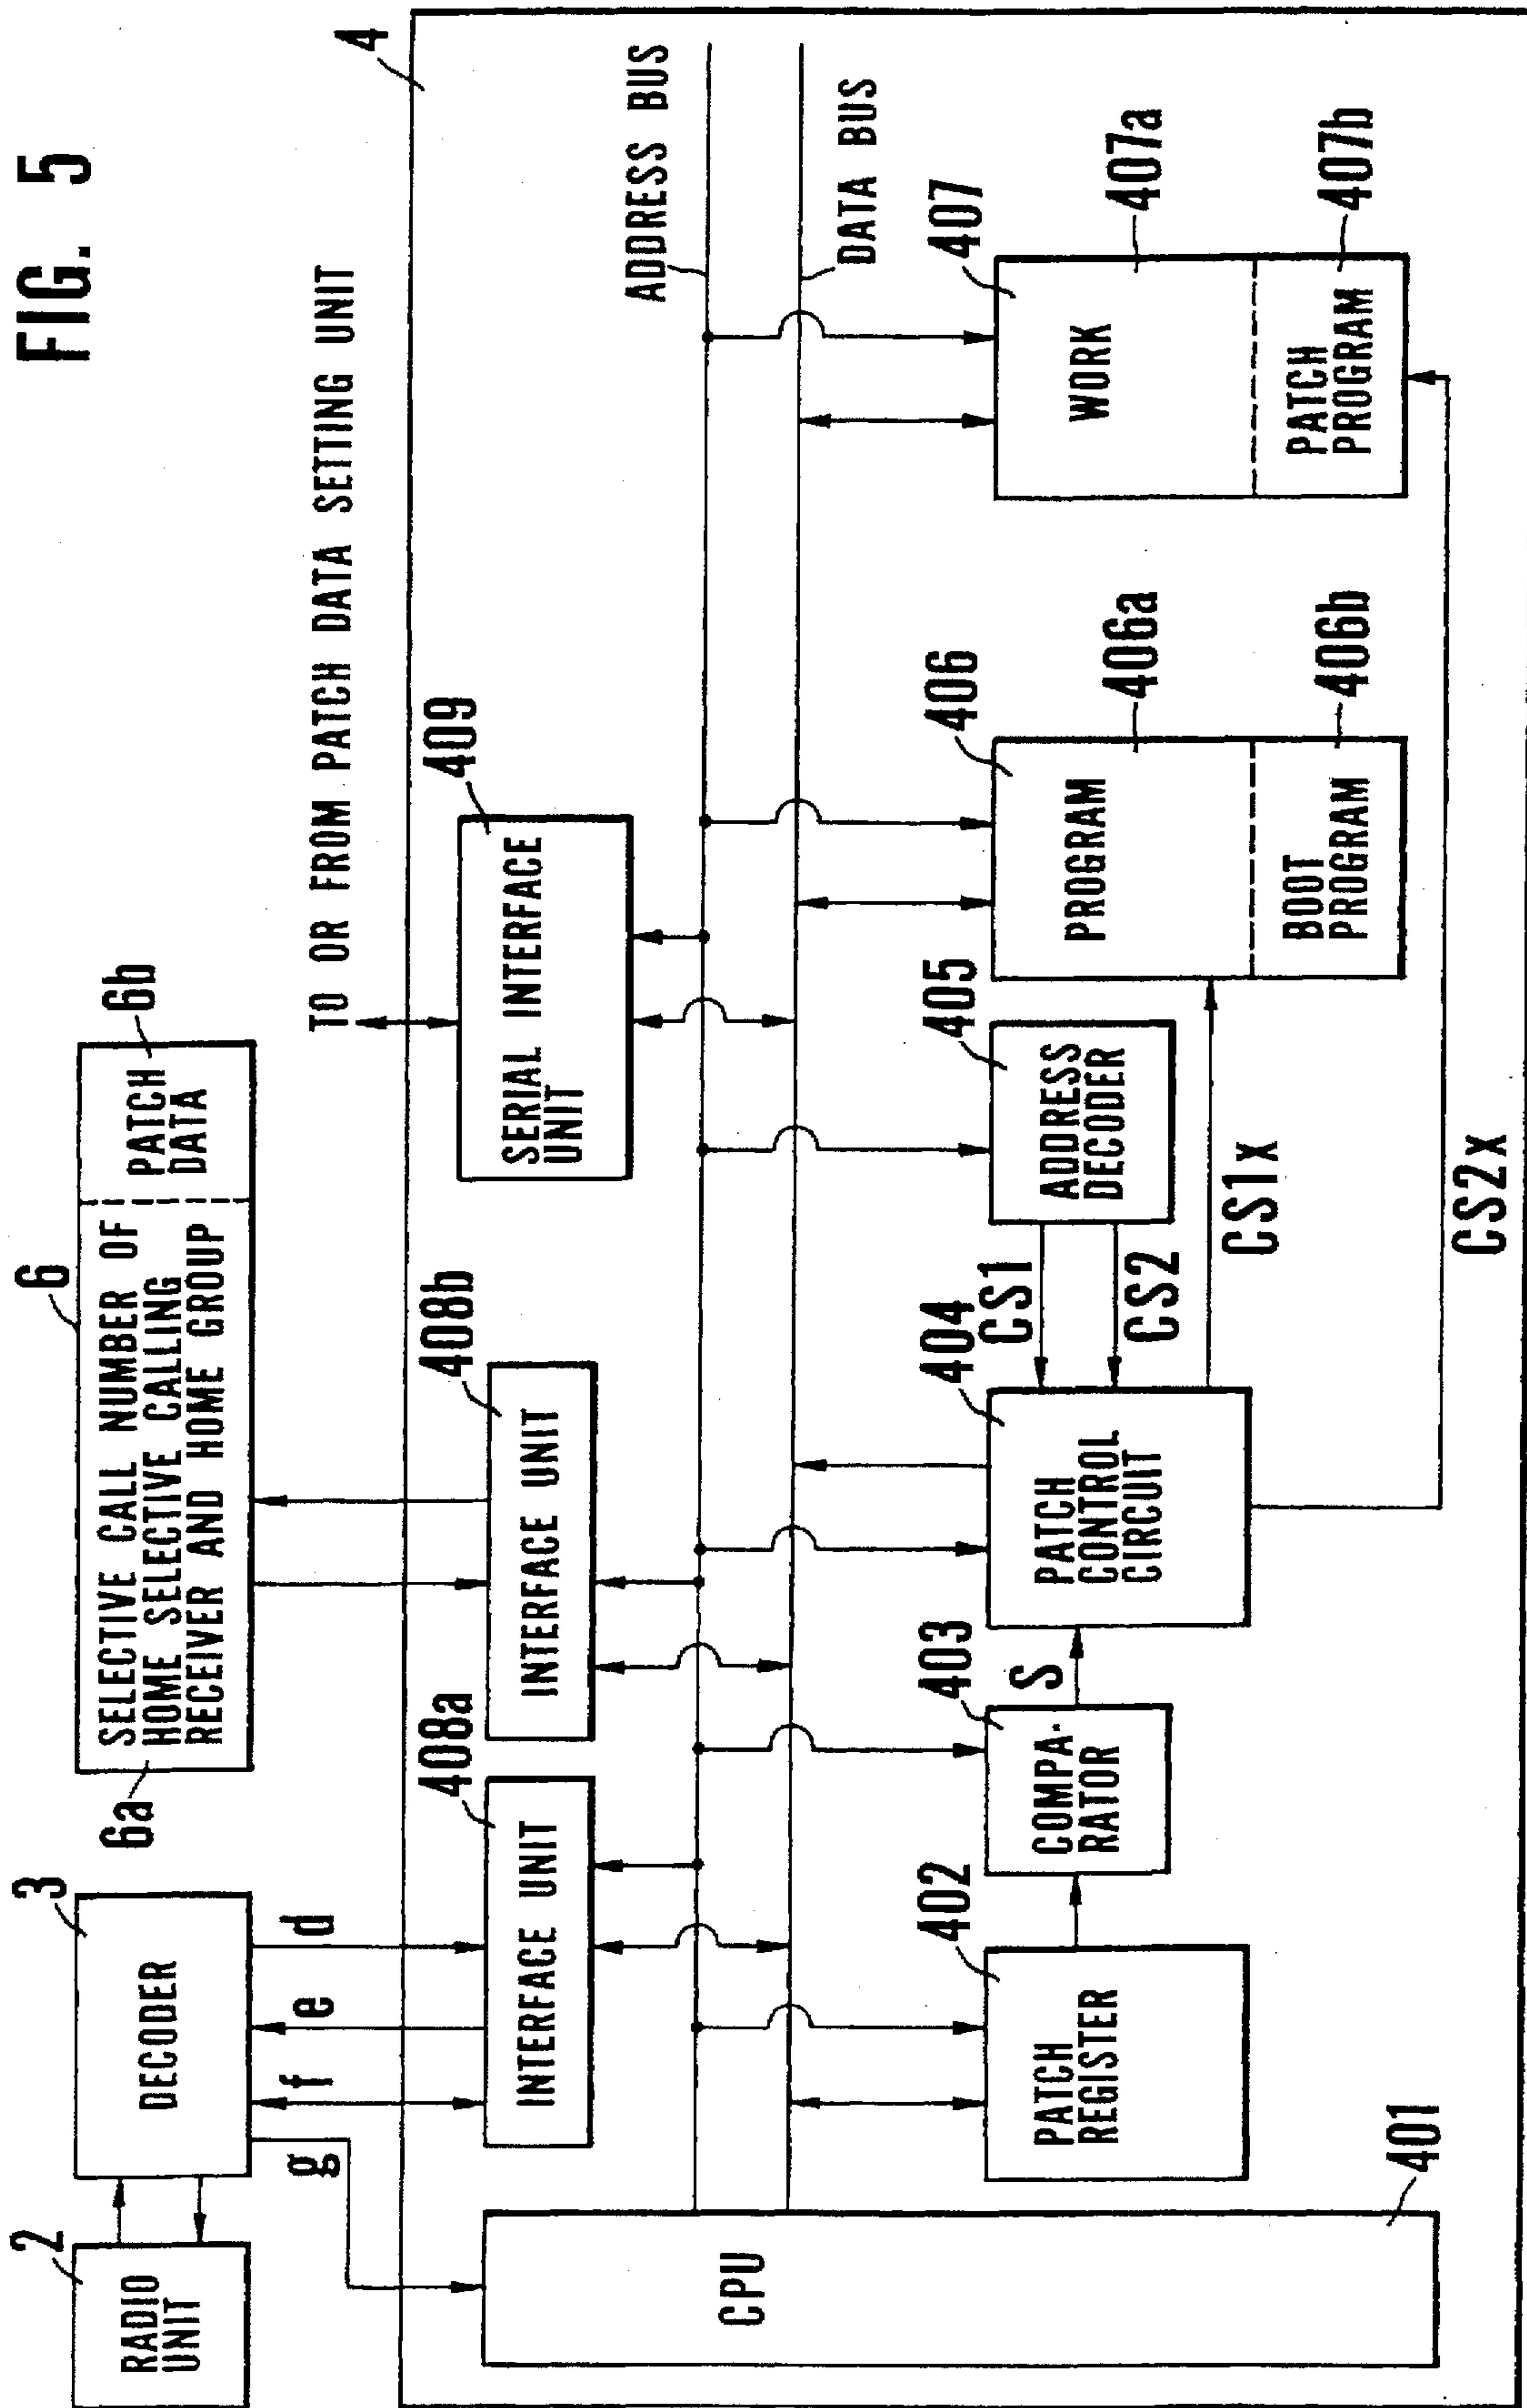 FIG. 5
2
RADIO
UNIT
3
DECODER
g
f
e
d
6a
6
6b
SELECTIVE CALL NUMBER OF
HOME SELECTIVE CALLING
RECEIVER AND HOME GROUP
PATCH
DATA
TO OR FROM PATCH DATA SETTING UNIT
4
408a
INTERFACE UNIT
408b
INTERFACE UNIT
409
SERIAL INTERFACE
UNIT
ADDRESS BUS
DATA BUS
CPU
401
402
PATCH
REGISTER
403
COMPA-
RATOR
S
404
PATCH
CONTROL
CIRCUIT
CS1
CS2
405
ADDRESS
DECODER
CS1x
CS2x
406
PROGRAM
406a
BOOT
PROGRAM
406b
407
WORK
407a
PATCH
PROGRAM
407b